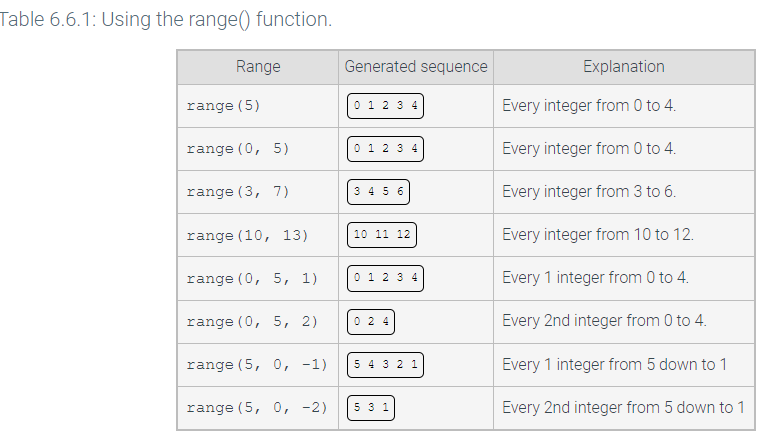 Table 6.6.1: Using the range() function.
Range Generated sequence Explanation
range(5) 0 1 2 3 4 Every integer from 0 to 4.
range(0, 5) 0 1 2 3 4 Every integer from 0 to 4.
range(3, 7) 3 4 5 6 Every integer from 3 to 6.
range(10, 13) 10 11 12 Every integer from 10 to 12.
range(0, 5, 1) 0 1 2 3 4 Every 1 integer from 0 to 4.
range(0, 5, 2) 0 2 4 Every 2nd integer from 0 to 4.
range(5, 0, -1) 5 4 3 2 1 Every 1 integer from 5 down to 1
range(5, 0, -2) 5 3 1 Every 2nd integer from 5 down to 1